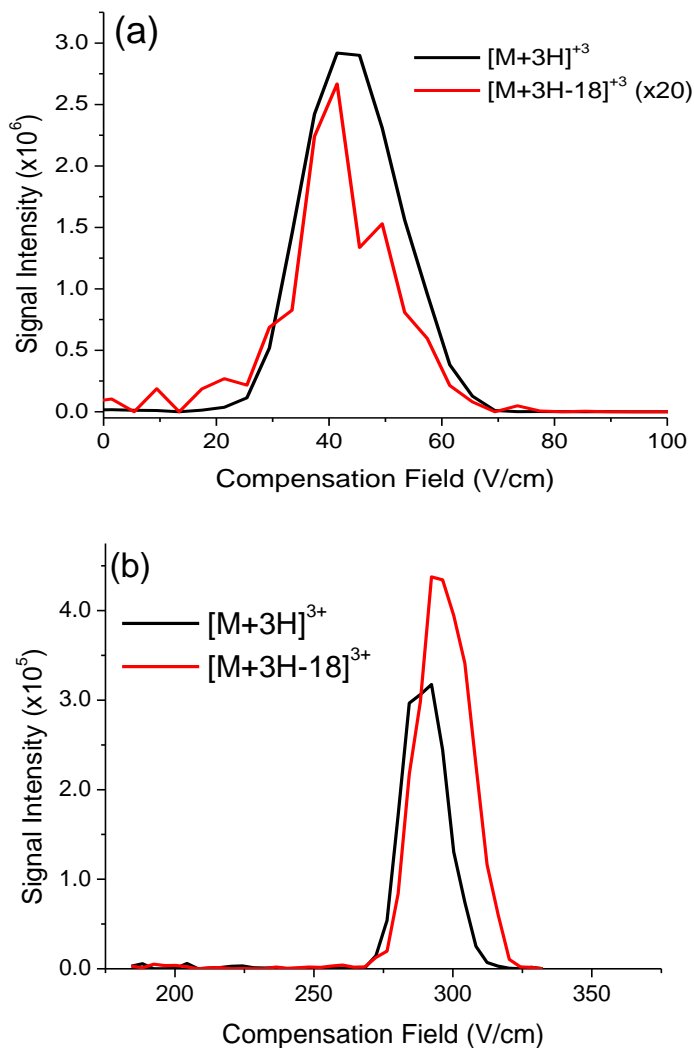 (a)
[M+3H]⁺³
[M+3H-18]⁺³ (x20)
3.0
2.5
2.0
1.5
1.0
0.5
0.0
Signal Intensity (x10⁶)
0 20 40 60 80 100
Compensation Field (V/cm)
(b)
[M+3H]³⁺
[M+3H-18]³⁺
4.0
3.0
2.0
1.0
0.0
Signal Intensity (x10⁵)
200 250 300 350
Compensation Field (V/cm)